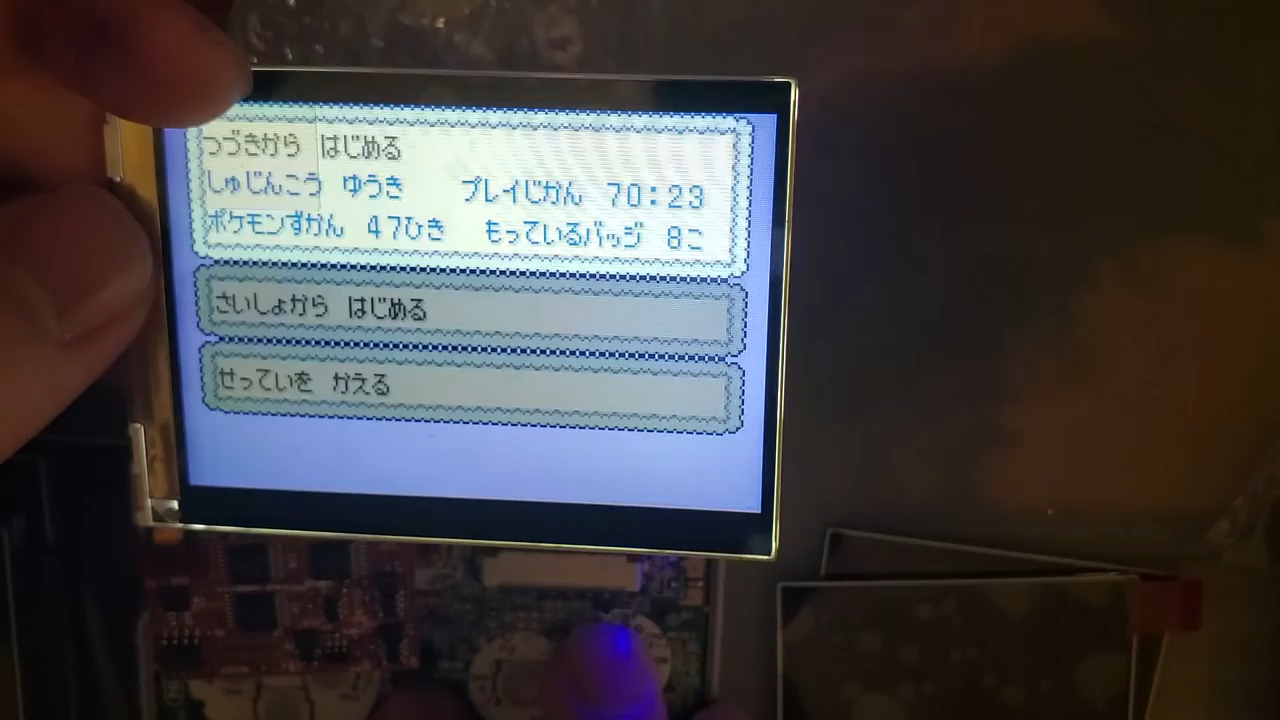 つづきから はじめる
しゅじんこう ゆうき プレイじかん 70:23
ポケモンずかん 47ひき もっているバッジ 8こ
さいしょから はじめる
せっていを かえる